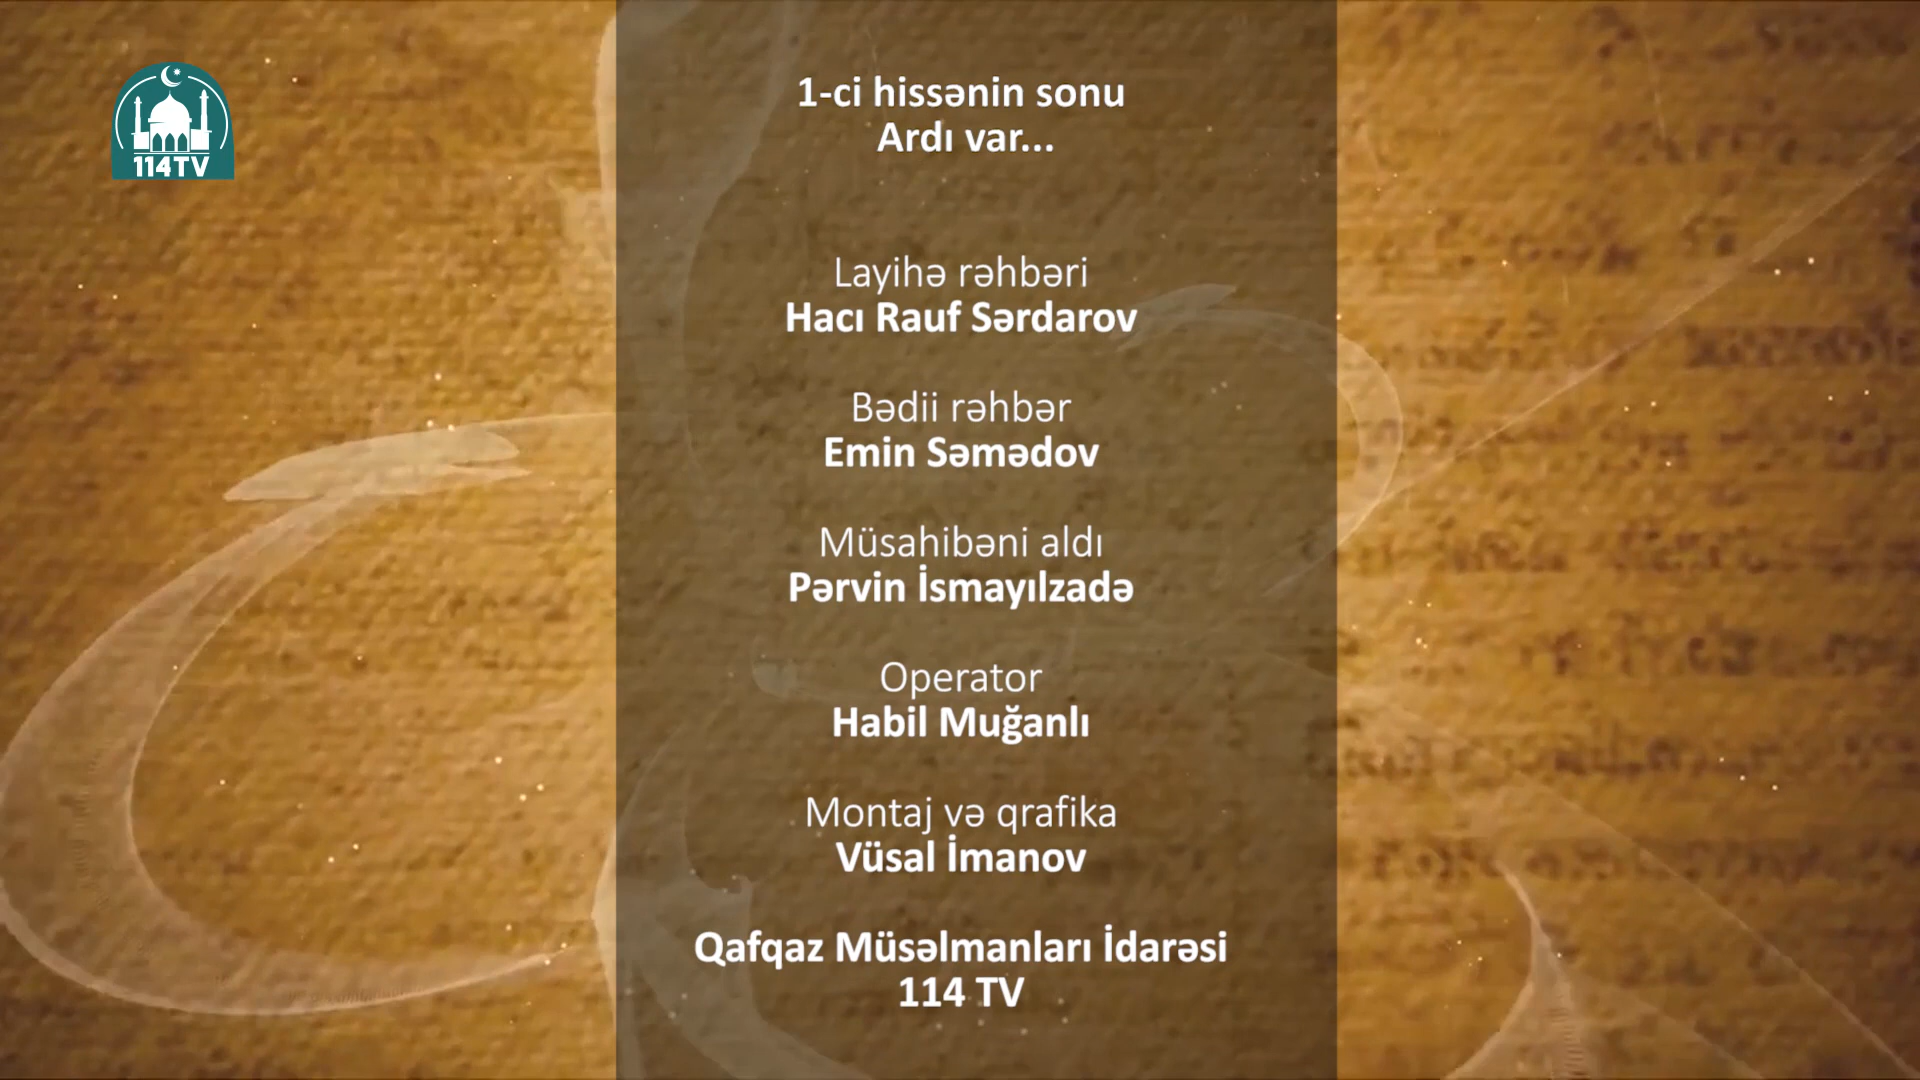 114TV
1-ci hissənin sonu
Ardı var...
Layihə rəhbəri
Hacı Rauf Sərdarov
Bədii rəhbər
Emin Səmədov
Müsahibəni aldı
Pərvin İsmayılzadə
Operator
Habil Muğanlı
Montaj və qrafika
Vüsal İmanov
Qafqaz Müsəlmanları İdarəsi
114 TV